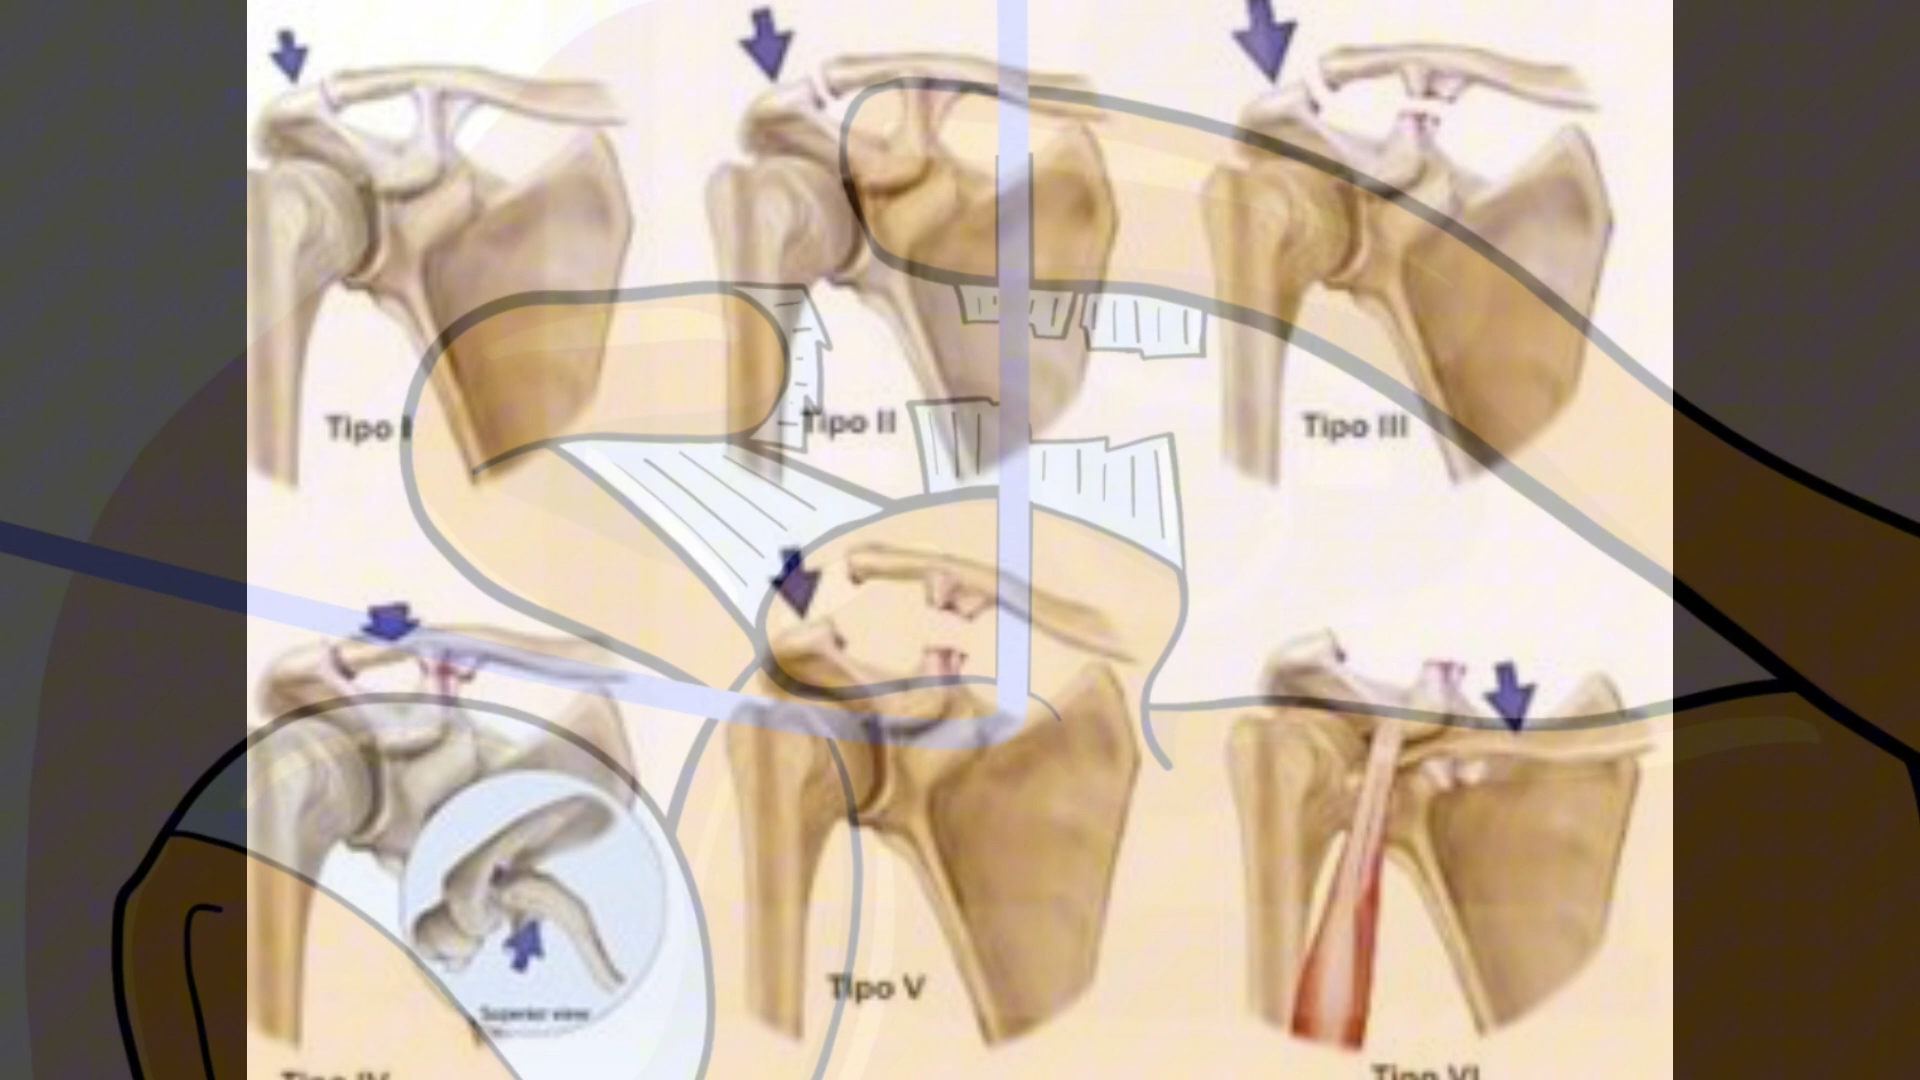 Tipo I
Tipo II
Tipo III
Superior view
Tipo IV
Tipo V
Tipo VI